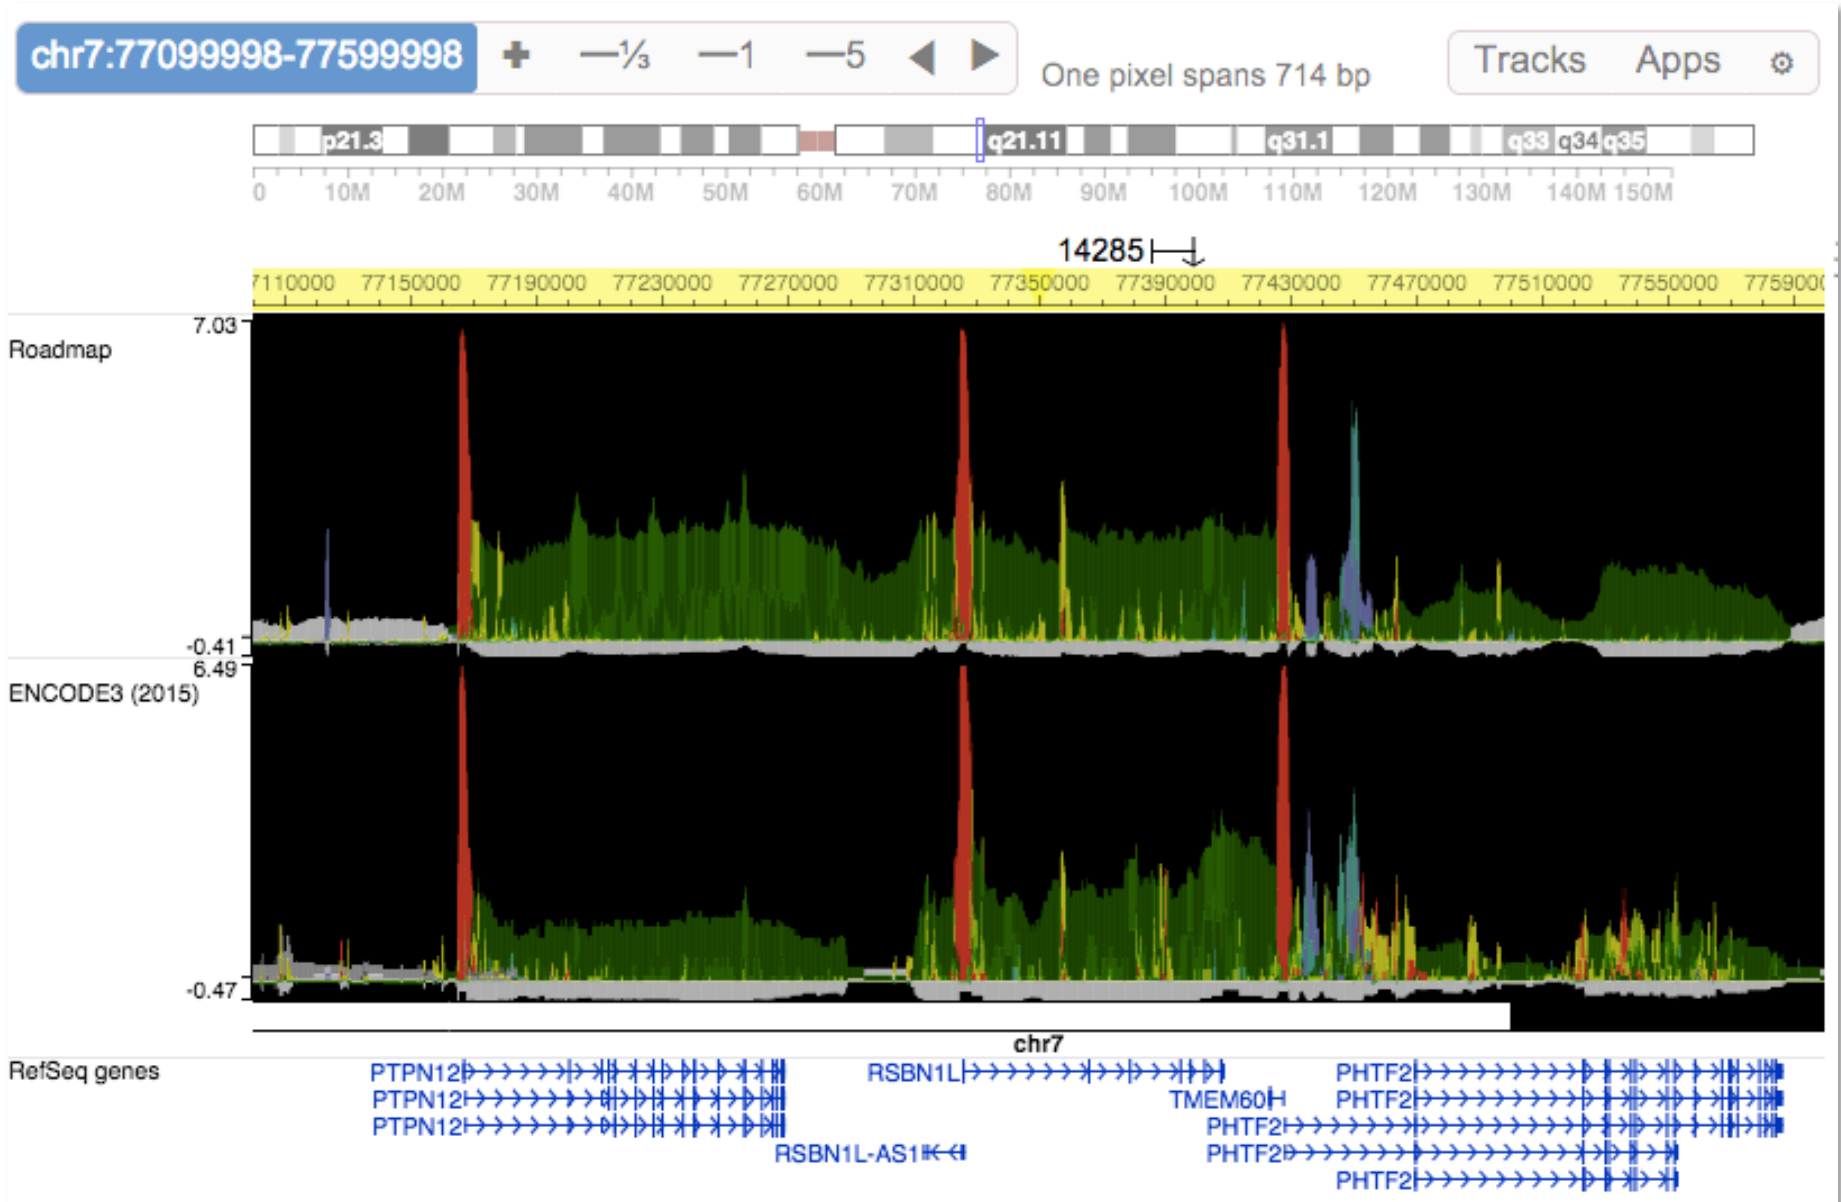 chr7:77099998-77599998 + —⅓ —1 —5 One pixel spans 714 bp Tracks Apps
p21.3 q21.11 q31.1 q33 q34 q35
0 10M 20M 30M 40M 50M 60M 70M 80M 90M 100M 110M 120M 130M 140M 150M
14285
7110000 77150000 77190000 77230000 77270000 77310000 77350000 77390000 77430000 77470000 77510000 77550000 7759000
7.03
Roadmap
-0.41
6.49
ENCODE3 (2015)
-0.47
chr7
RefSeq genes PTPN12 RSBN1L PHTF2
PTPN12 TMEM60 PHTF2
PTPN12 PHTF2
RSBN1L-AS1 PHTF2
PHTF2